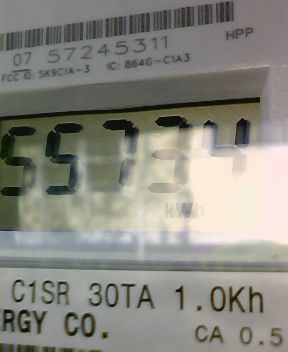 07 57245311
HPP
FCC ID: SK9C1A-3 IC: 864G-C1A3
55734
kWh
C1SR 30TA 1.0Kh
RGY CO.
CA 0.5